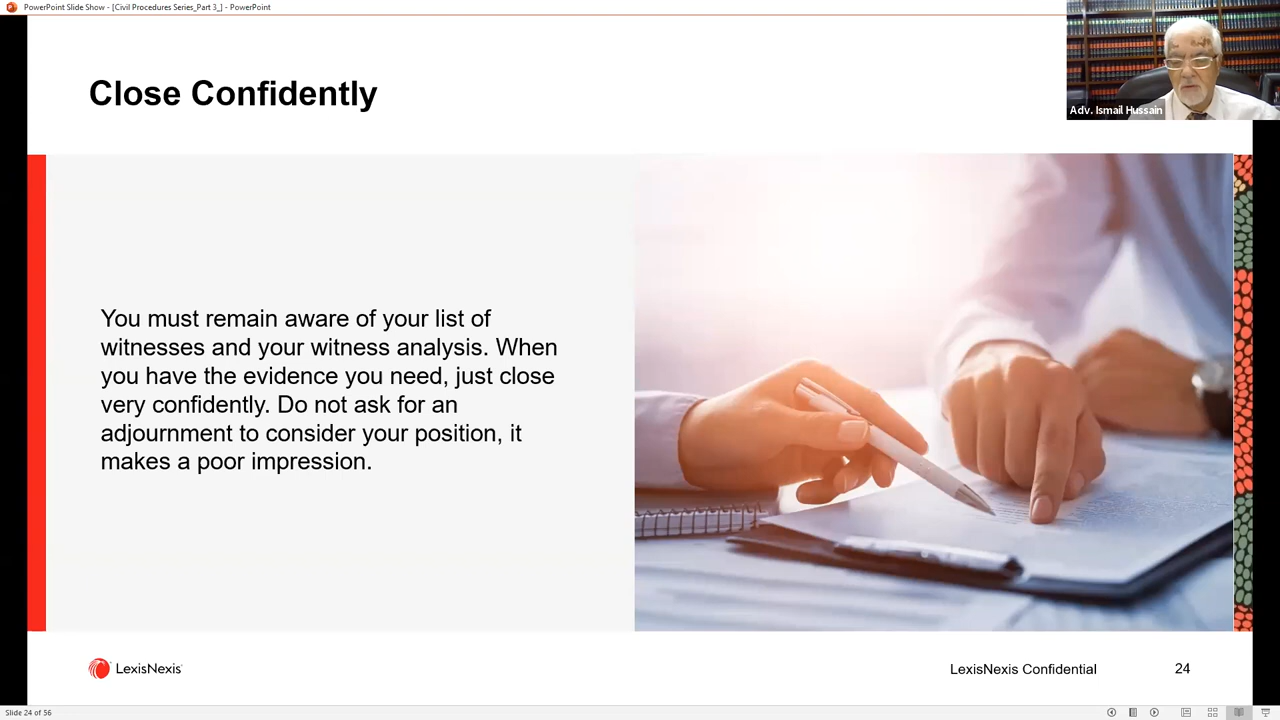 PowerPoint Slide Show - [Civil Procedures Series_Part 3_] - PowerPoint
Close Confidently
Adv. Ismail Hussain
You must remain aware of your list of
witnesses and your witness analysis. When
you have the evidence you need, just close
very confidently. Do not ask for an
adjournment to consider your position, it
makes a poor impression.
LexisNexis
LexisNexis Confidential
24
Slide 24 of 56